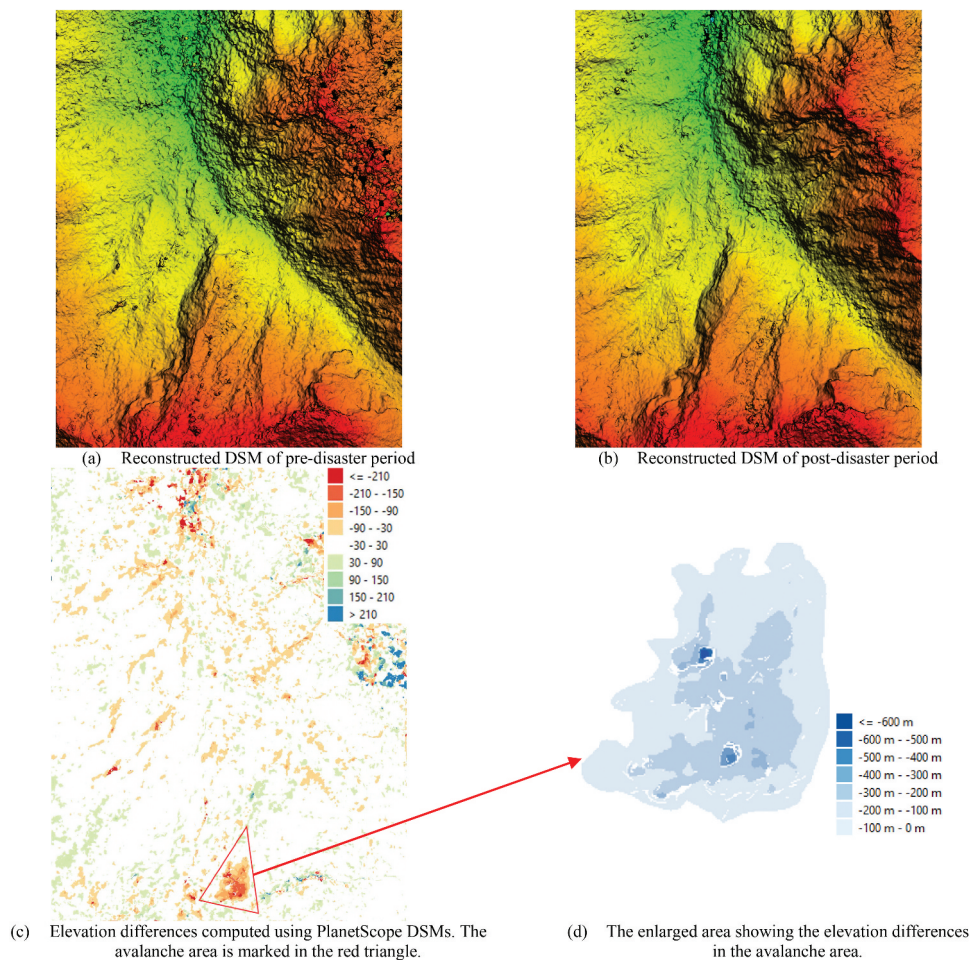 (a) Reconstructed DSM of pre-disaster period
(b) Reconstructed DSM of post-disaster period
<= -210
-210 - -150
-150 - -90
-90 - -30
-30 - 30
30 - 90
90 - 150
150 - 210
> 210
<= -600 m
-600 m - -500 m
-500 m - -400 m
-400 m - -300 m
-300 m - -200 m
-200 m - -100 m
-100 m - 0 m
(c) Elevation differences computed using PlanetScope DSMs. The
avalanche area is marked in the red triangle.
(d) The enlarged area showing the elevation differences
in the avalanche area.